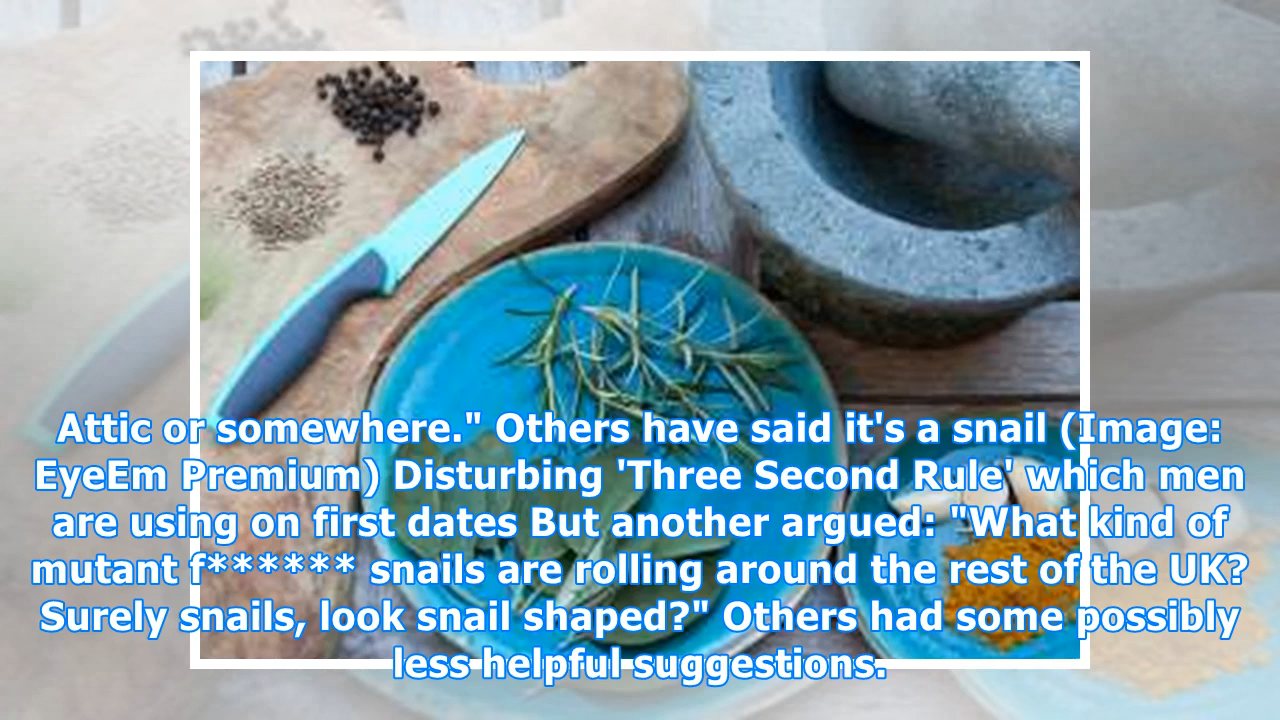 Attic or somewhere." Others have said it's a snail (Image:
EyeEm Premium) Disturbing 'Three Second Rule' which men
are using on first dates But another argued: "What kind of
mutant f****** snails are rolling around the rest of the UK?
Surely snails, look snail shaped?" Others had some possibly
less helpful suggestions.